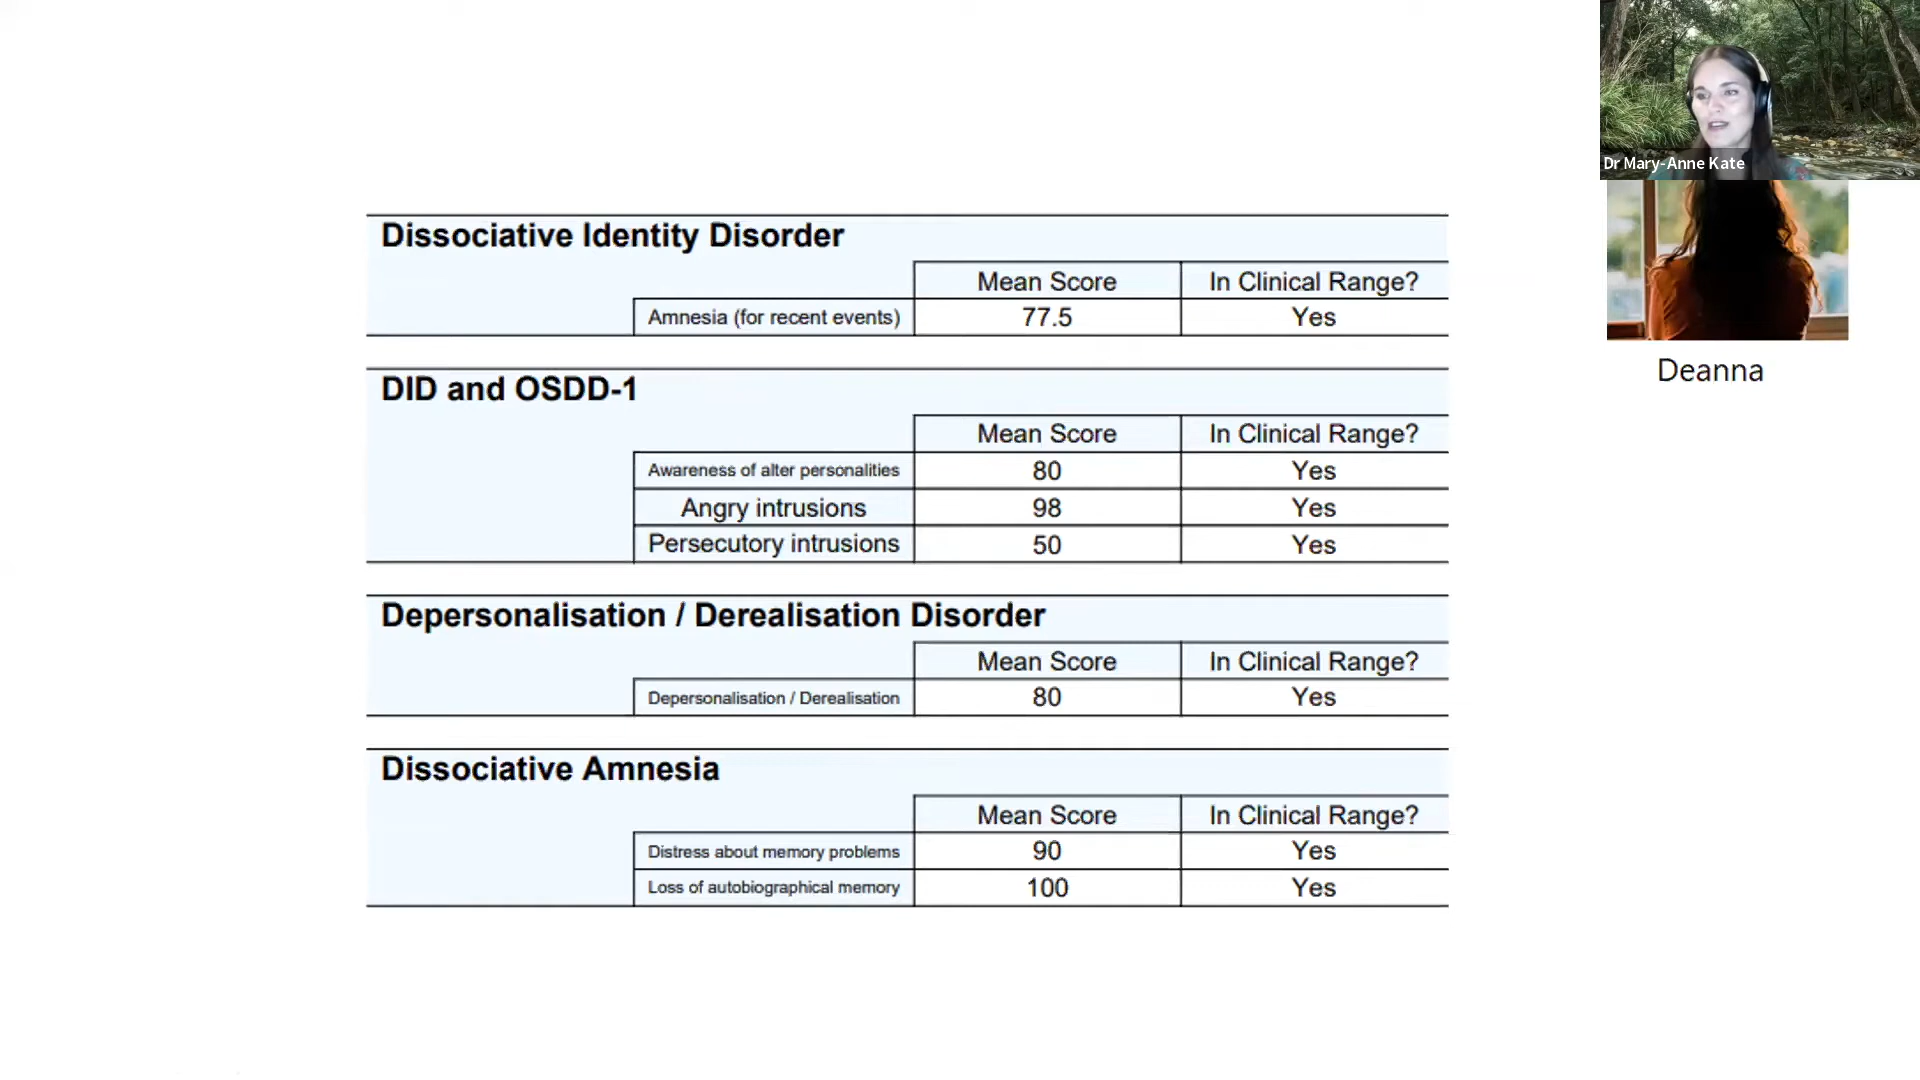 Dissociative Identity Disorder
Mean Score In Clinical Range?
Amnesia (for recent events) 77.5 Yes
DID and OSDD-1
Mean Score In Clinical Range?
Awareness of alter personalities 80 Yes
Angry intrusions 98 Yes
Persecutory intrusions 50 Yes
Depersonalisation / Derealisation Disorder
Mean Score In Clinical Range?
Depersonalisation / Derealisation 80 Yes
Dissociative Amnesia
Mean Score In Clinical Range?
Distress about memory problems 90 Yes
Loss of autobiographical memory 100 Yes
Dr Mary-Anne Kate
Deanna